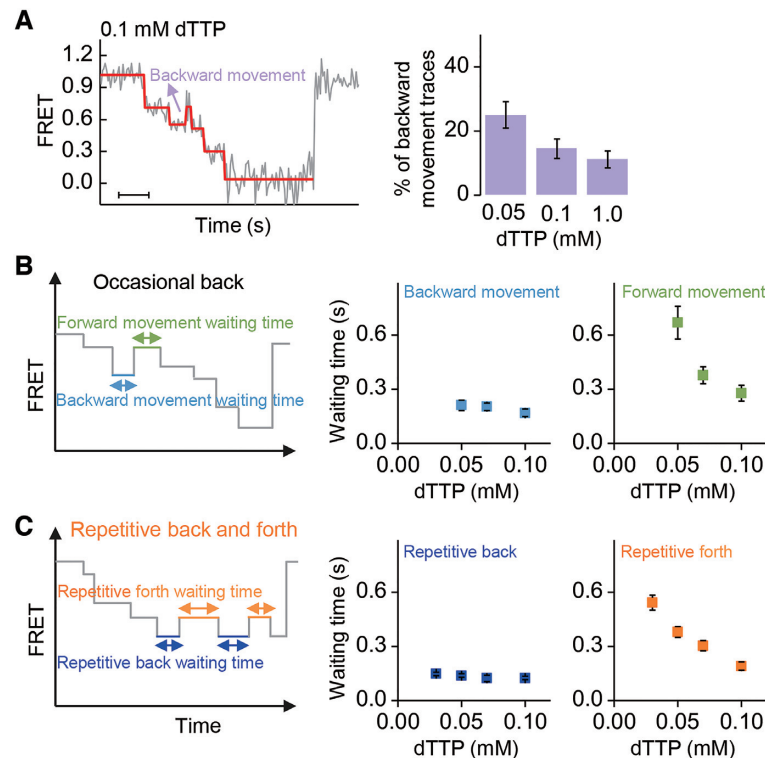 A
0.1 mM dTTP
1.2
0.9
0.6
0.3
0.0
FRET
Backward movement
Time (s)
% of backward
movement traces
40
20
0
0.05 0.1 1.0
dTTP (mM)
B
Occasional back
Forward movement waiting time
Backward movement waiting time
FRET
Waiting time (s)
Backward movement
0.6
0.3
0.0
0.00 0.05 0.10
dTTP (mM)
Forward movement
0.6
0.3
0.0
0.00 0.05 0.10
dTTP (mM)
C
Repetitive back and forth
Repetitive forth waiting time
Repetitive back waiting time
FRET
Time
Waiting time (s)
Repetitive back
0.6
0.3
0.0
0.00 0.05 0.10
dTTP (mM)
Repetitive forth
0.6
0.3
0.0
0.00 0.05 0.10
dTTP (mM)